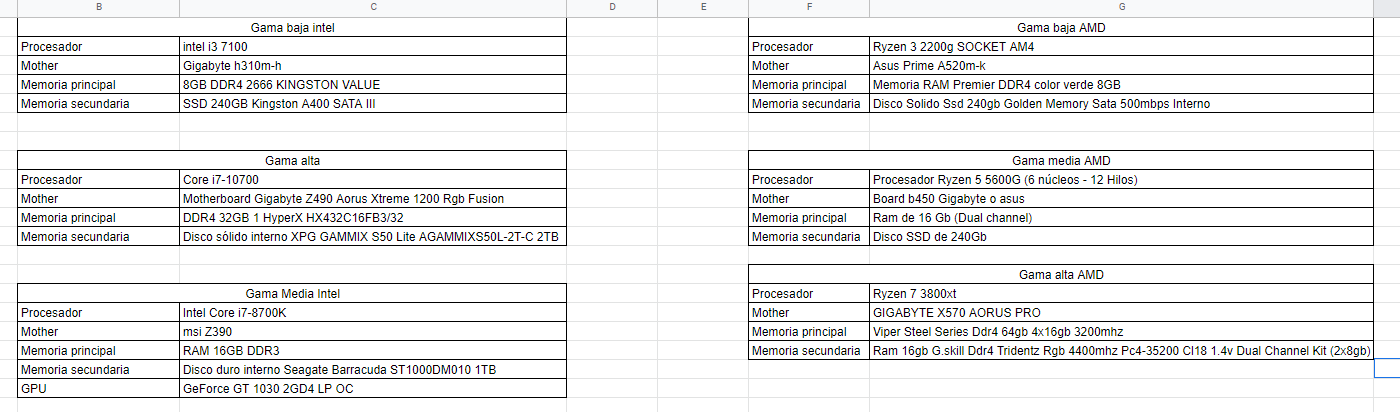 B C D E F G
Gama baja intel
Procesador intel i3 7100
Mother Gigabyte h310m-h
Memoria principal 8GB DDR4 2666 KINGSTON VALUE
Memoria secundaria SSD 240GB Kingston A400 SATA III
Gama baja AMD
Procesador Ryzen 3 2200g SOCKET AM4
Mother Asus Prime A520m-k
Memoria principal Memoria RAM Premier DDR4 color verde 8GB
Memoria secundaria Disco Solido Ssd 240gb Golden Memory Sata 500mbps Interno
Gama alta
Procesador Core i7-10700
Mother Motherboard Gigabyte Z490 Aorus Xtreme 1200 Rgb Fusion
Memoria principal DDR4 32GB 1 HyperX HX432C16FB3/32
Memoria secundaria Disco sólido interno XPG GAMMIX S50 Lite AGAMMIXS50L-2T-C 2TB
Gama media AMD
Procesador Procesador Ryzen 5 5600G (6 núcleos - 12 Hilos)
Mother Board b450 Gigabyte o asus
Memoria principal Ram de 16 Gb (Dual channel)
Memoria secundaria Disco SSD de 240Gb
Gama Media Intel
Procesador Intel Core i7-8700K
Mother msi Z390
Memoria principal RAM 16GB DDR3
Memoria secundaria Disco duro interno Seagate Barracuda ST1000DM010 1TB
GPU GeForce GT 1030 2GD4 LP OC
Gama alta AMD
Procesador Ryzen 7 3800xt
Mother GIGABYTE X570 AORUS PRO
Memoria principal Viper Steel Series Ddr4 64gb 4x16gb 3200mhz
Memoria secundaria Ram 16gb G.skill Ddr4 Tridentz Rgb 4400mhz Pc4-35200 Cl18 1.4v Dual Channel Kit (2x8gb)